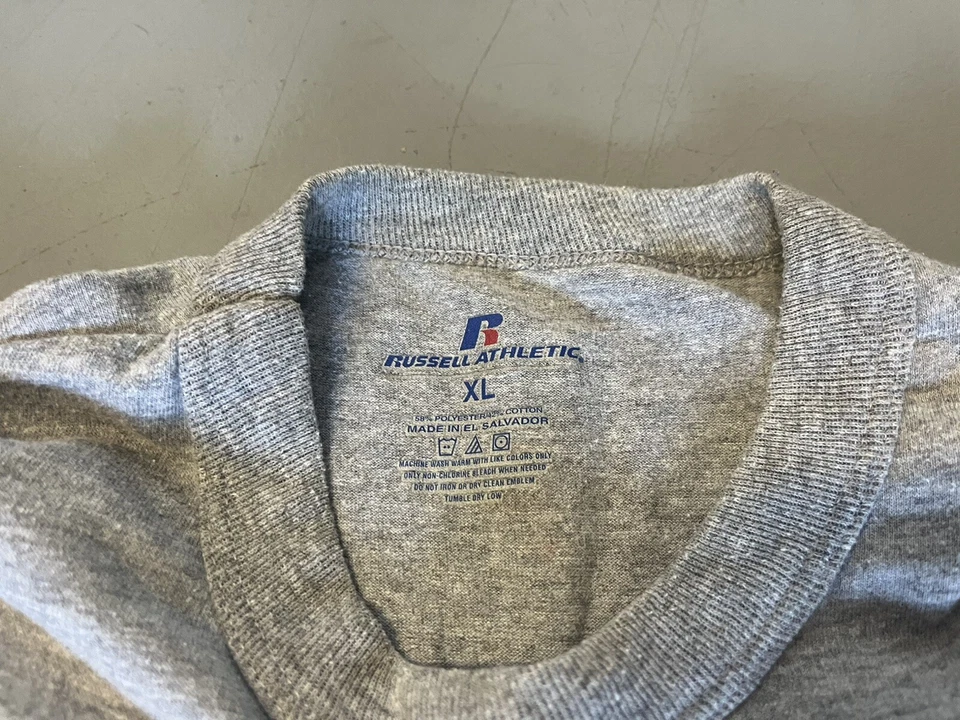 R
RUSSELL ATHLETIC
XL
58% POLYESTER/42% COTTON
MADE IN EL SALVADOR
MACHINE WASH WARM WITH LIKE COLORS ONLY
ONLY NON-CHLORINE BLEACH WHEN NEEDED
DO NOT IRON OR DRY CLEAN EMBLEM
TUMBLE DRY LOW